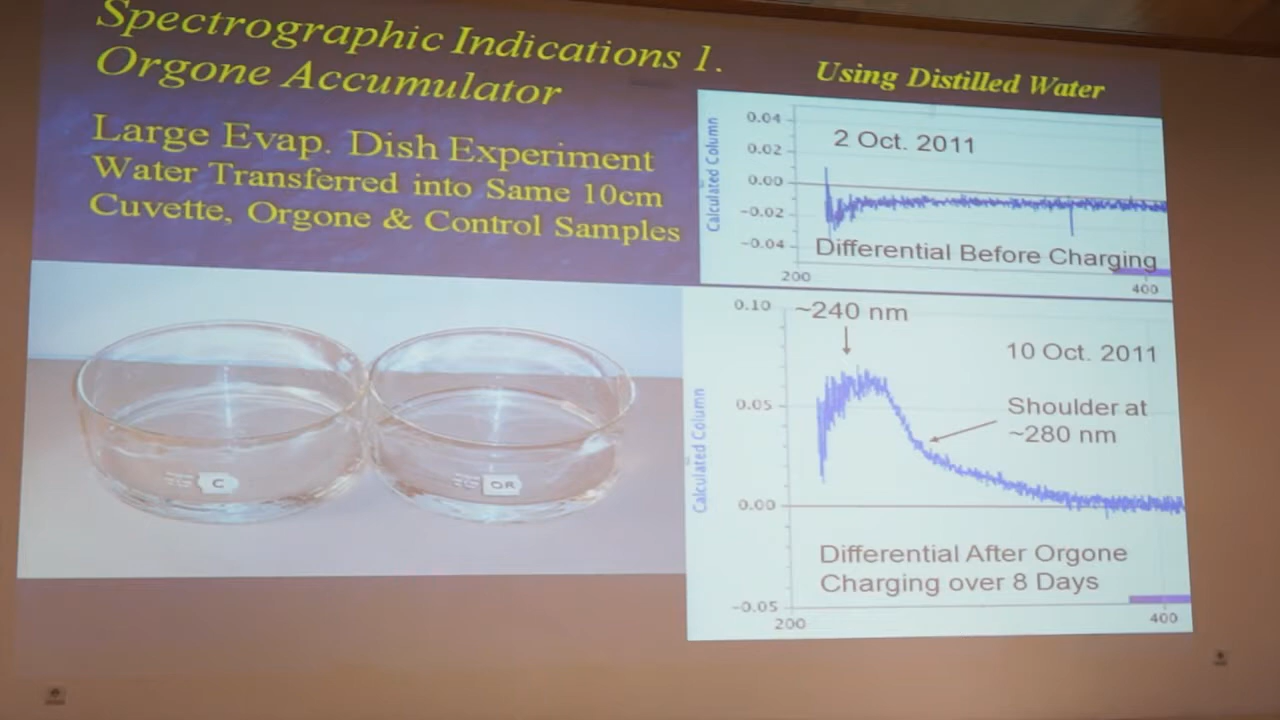 Spectrographic Indications 1.
Orgone Accumulator
Large Evap. Dish Experiment
Water Transferred into Same 10cm
Cuvette, Orgone & Control Samples
C
OR
Using Distilled Water
Calculated Column
0.04
0.02
0.00
-0.02
-0.04
2 Oct. 2011
Differential Before Charging
200
400
Calculated Column
0.10
0.05
0.00
-0.05
~240 nm
10 Oct. 2011
Shoulder at
~280 nm
Differential After Orgone
Charging over 8 Days
200
400